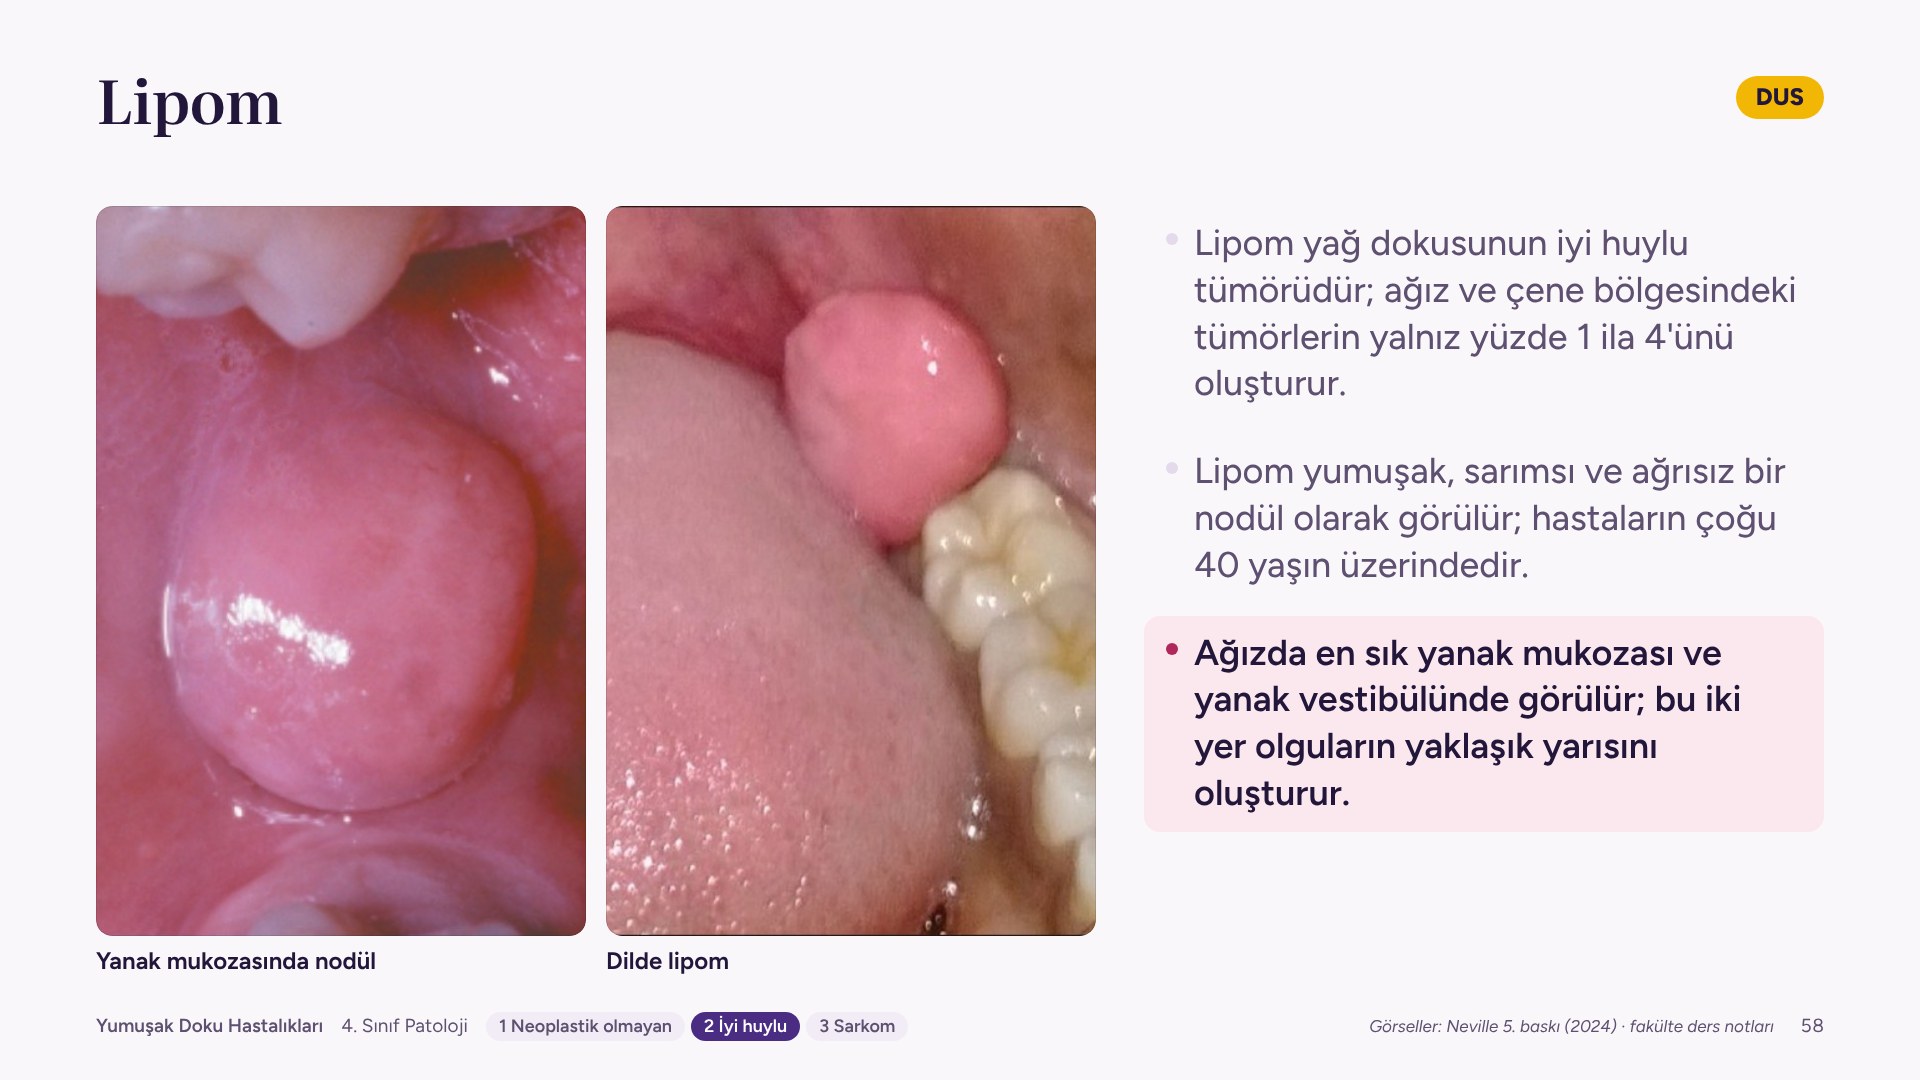 Lipom
DUS
Lipom yağ dokusunun iyi huylu
tümörüdür; ağız ve çene bölgesindeki
tümörlerin yalnız yüzde 1 ila 4'ünü
oluşturur.
Lipom yumuşak, sarımsı ve ağrısız bir
nodül olarak görülür; hastaların çoğu
40 yaşın üzerindedir.
Ağızda en sık yanak mukozası ve
yanak vestibülünde görülür; bu iki
yer olguların yaklaşık yarısını
oluşturur.
Yanak mukozasında nodül
Dilde lipom
Yumuşak Doku Hastalıkları 4. Sınıf Patoloji 1 Neoplastik olmayan 2 İyi huylu 3 Sarkom
Görseller: Neville 5. baskı (2024) · fakülte ders notları 58